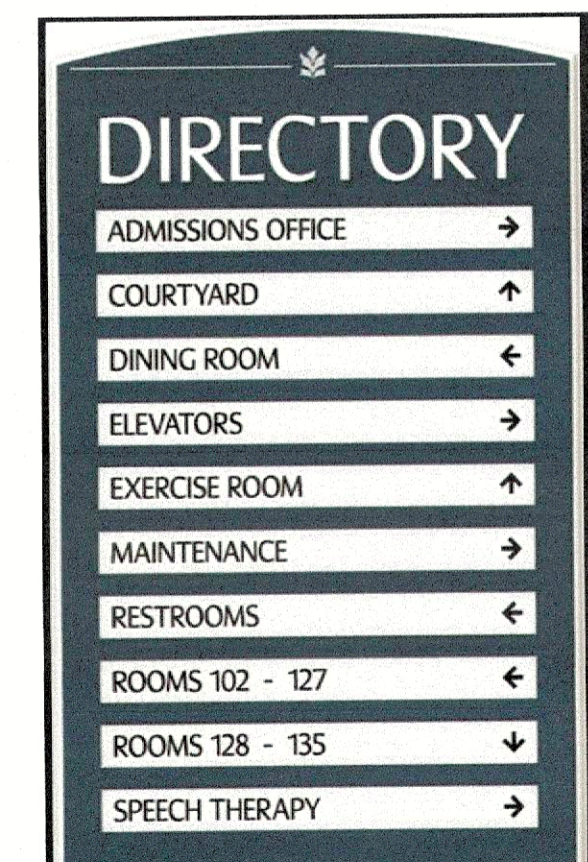 DIRECTORY
ADMISSIONS OFFICE →
COURTYARD ↑
DINING ROOM ←
ELEVATORS →
EXERCISE ROOM ↑
MAINTENANCE →
RESTROOMS ←
ROOMS 102 - 127 ←
ROOMS 128 - 135 ↓
SPEECH THERAPY →